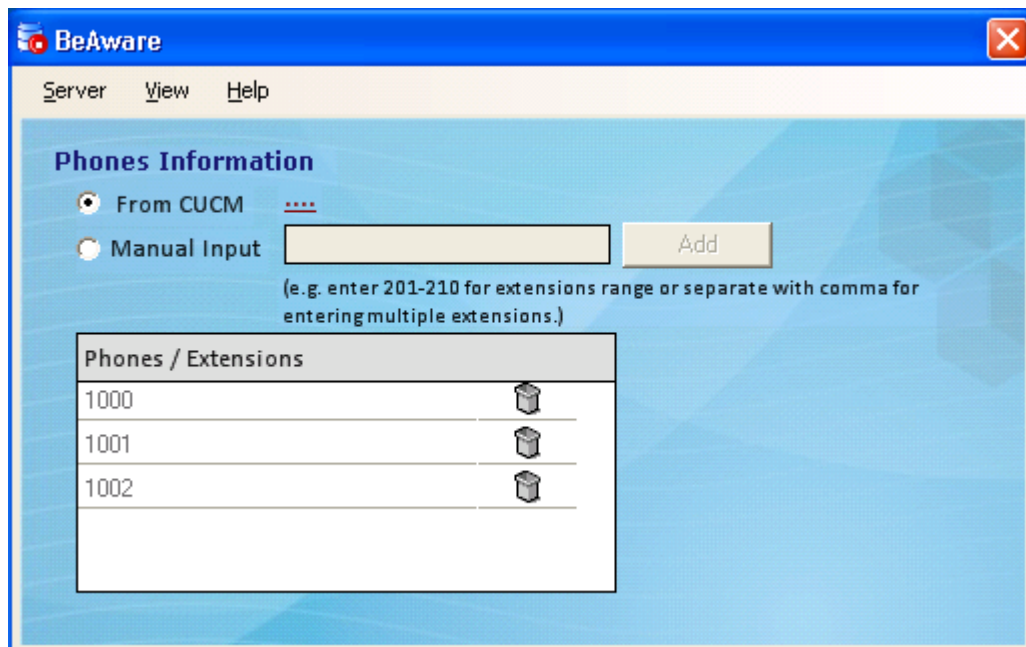 BeAware
Server View Help
Phones Information
From CUCM ....
Manual Input Add
(e.g. enter 201-210 for extensions range or separate with comma for
entering multiple extensions.)
Phones / Extensions
1000
1001
1002